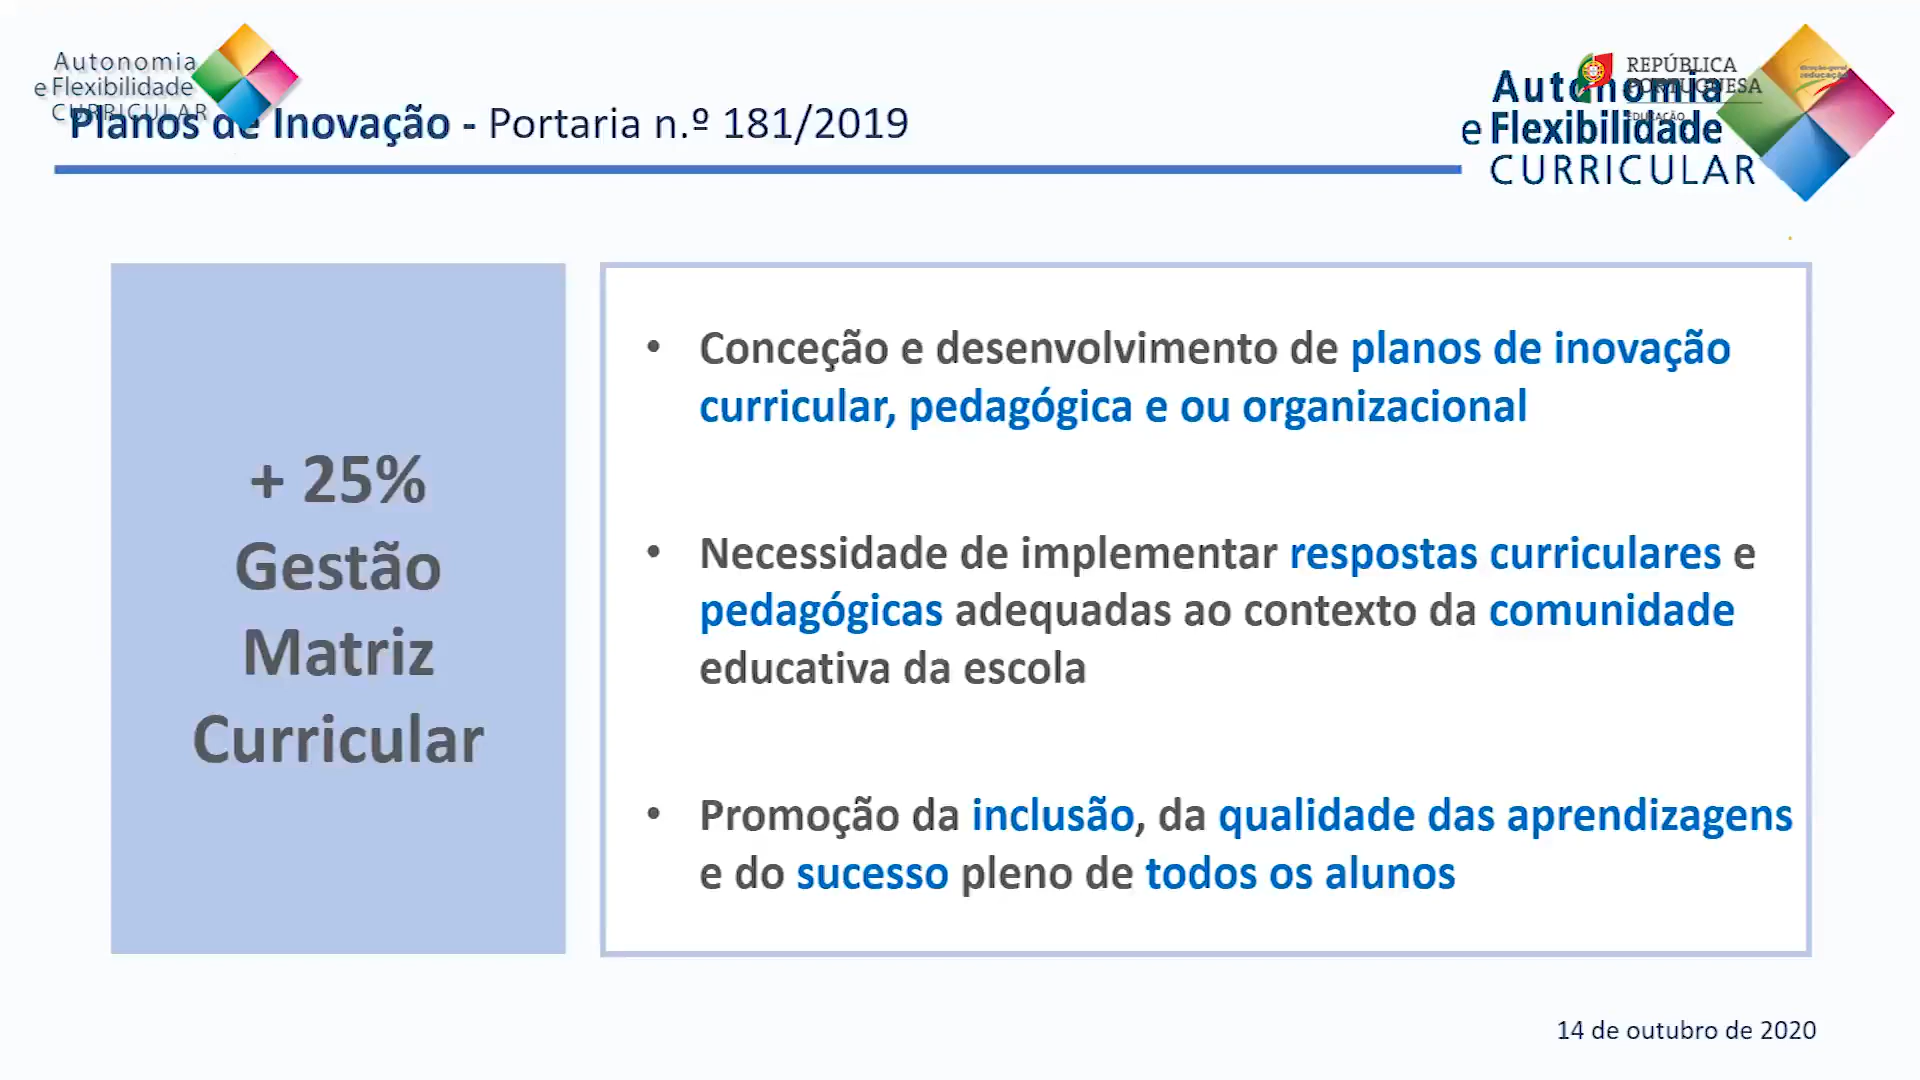 Autonomia
e Flexibilidade
CURRICULAR
Planos de Inovação - Portaria n.º 181/2019
REPÚBLICA
PORTUGUESA
EDUCAÇÃO
Autonomia
e Flexibilidade
CURRICULAR
+ 25%
Gestão
Matriz
Curricular
• Conceção e desenvolvimento de planos de inovação
curricular, pedagógica e ou organizacional
• Necessidade de implementar respostas curriculares e
pedagógicas adequadas ao contexto da comunidade
educativa da escola
• Promoção da inclusão, da qualidade das aprendizagens
e do sucesso pleno de todos os alunos
14 de outubro de 2020